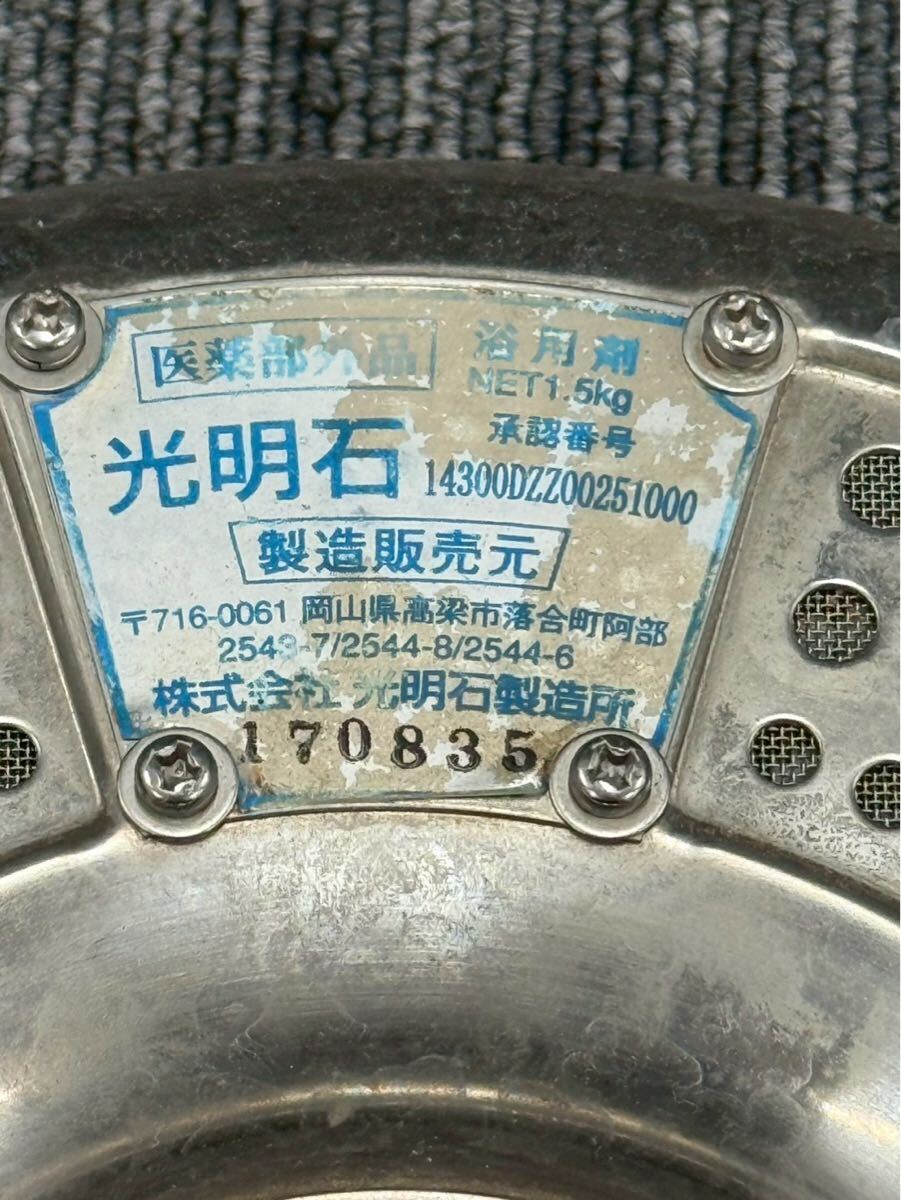 医薬部外品
浴用剤
NET1.5kg
光明石
承認番号
14300DZZ00251000
製造販売元
〒716-0061 岡山県高梁市落合町阿部
2543-7/2544-8/2544-6
株式会社 光明石製造所
170835